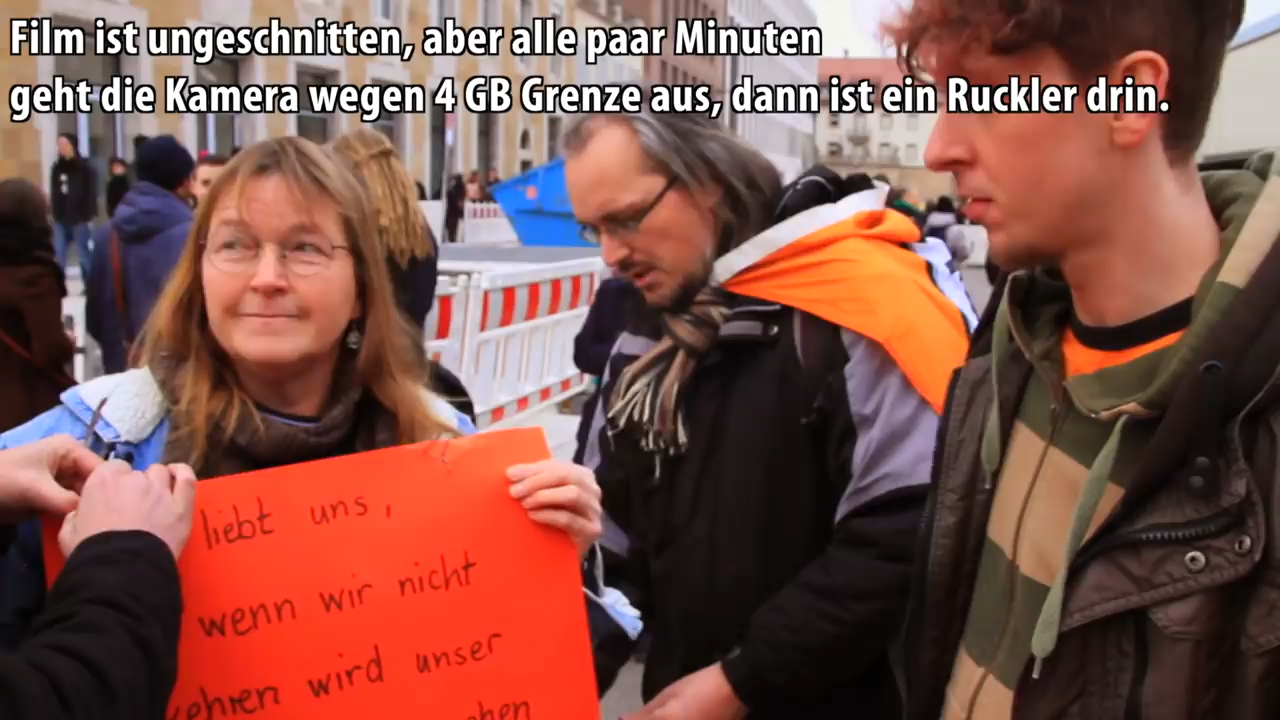 Film ist ungeschnitten, aber alle paar Minuten
geht die Kamera wegen 4 GB Grenze aus, dann ist ein Ruckler drin.
liebt uns,
wenn wir nicht
wird unser